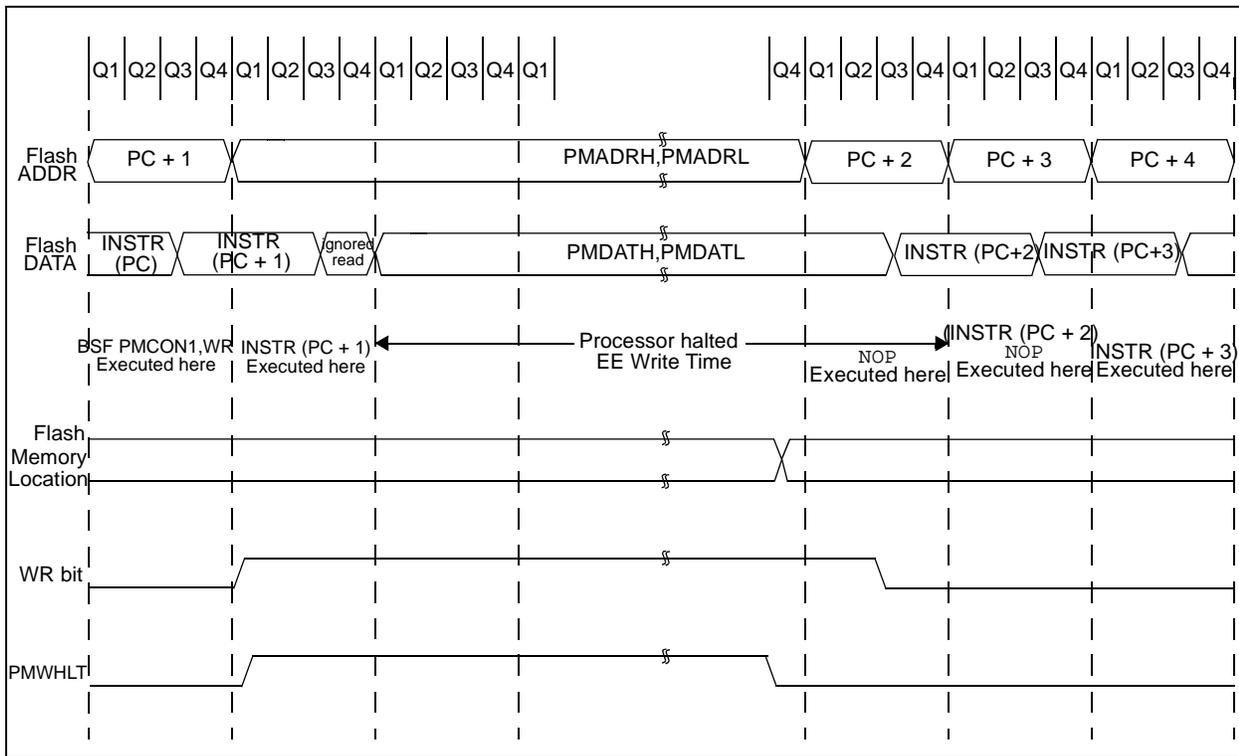 Q1 Q2 Q3 Q4 Q1 Q2 Q3 Q4 Q1 Q2 Q3 Q4 Q1 Q4 Q1 Q2 Q3 Q4 Q1 Q2 Q3 Q4 Q1 Q2 Q3 Q4
Flash
ADDR
PC + 1
PMADRH,PMADRL
PC + 2
PC + 3
PC + 4
Flash
DATA
INSTR
(PC)
INSTR
(PC + 1)
ignored
read
PMDATH,PMDATL
INSTR (PC+2)
INSTR (PC+3)
BSF PMCON1,WR
Executed here
INSTR (PC + 1)
Executed here
Processor halted
EE Write Time
NOP
Executed here
(INSTR (PC + 2)
NOP
Executed here
INSTR (PC + 3)
Executed here
Flash
Memory
Location
WR bit
PMWHLT